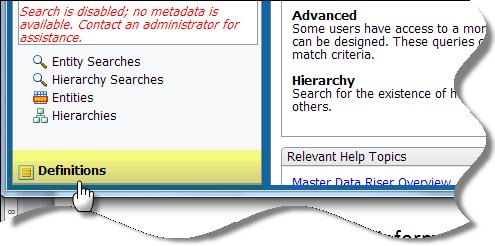 Search is disabled; no metadata is
available. Contact an administrator for
assistance.
Entity Searches
Hierarchy Searches
Entities
Hierarchies
Definitions
Advanced
Some users have access to a
can be designed. These queries
match criteria.
Hierarchy
Search for the existence of
others.
Relevant Help Topics
Master Data Riser Overview